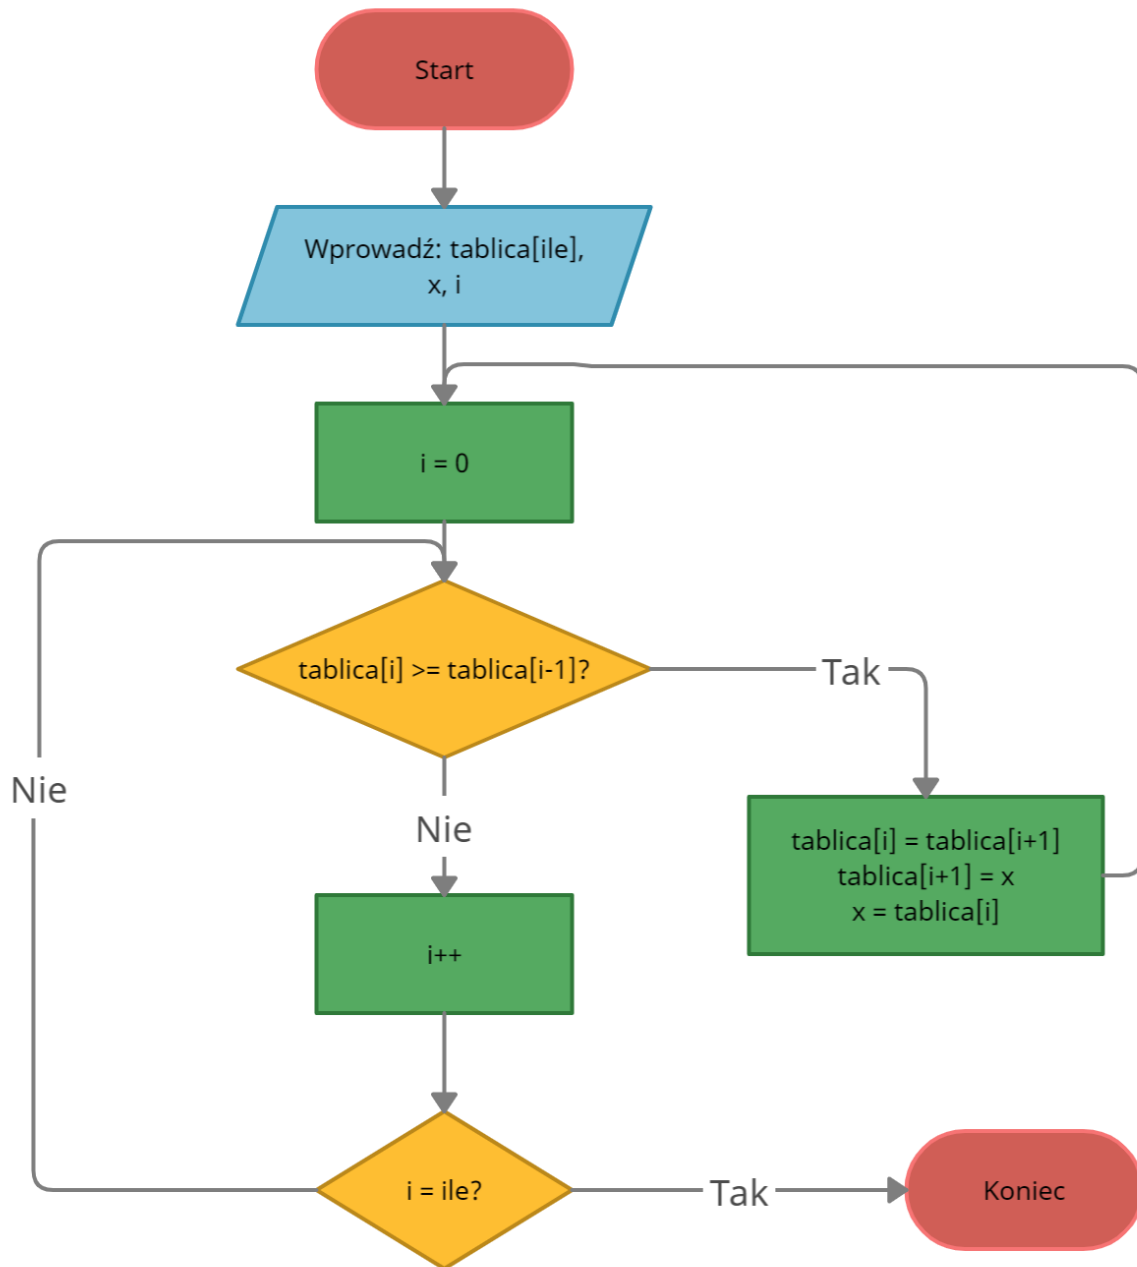 Start
Wprowadź: tablica[ile],
x, i
i = 0
tablica[i] >= tablica[i-1]?
Tak
Nie
Nie
tablica[i] = tablica[i+1]
tablica[i+1] = x
x = tablica[i]
i++
i = ile?
Tak
Koniec